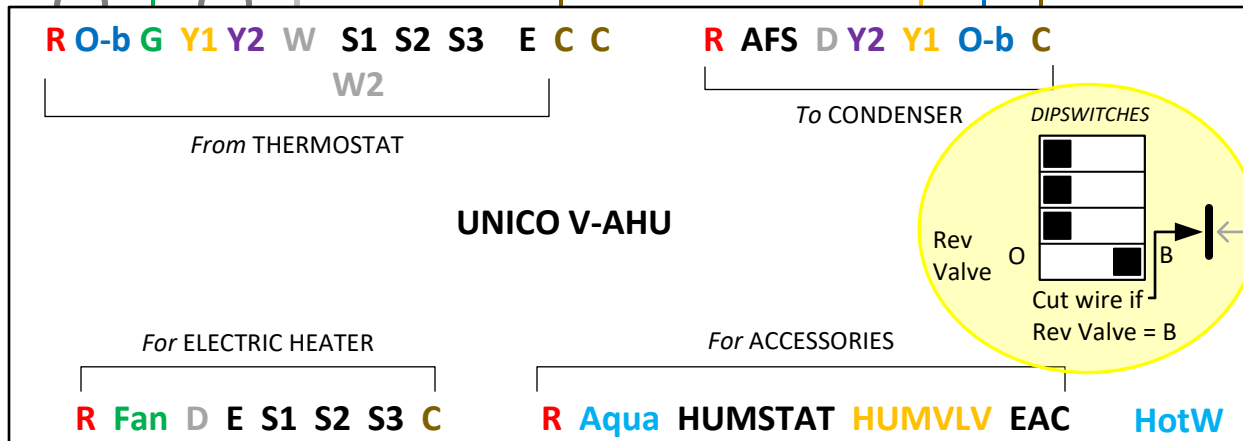 R O-b G Y1 Y2 W S1 S2 S3 E C C
W2
From THERMOSTAT
R AFS D Y2 Y1 O-b C
To CONDENSER
DIPSWITCHES
UNICO V-AHU
Rev
Valve
O
B
Cut wire if
Rev Valve = B
For ELECTRIC HEATER
R Fan D E S1 S2 S3 C
For ACCESSORIES
R Aqua HUMSTAT HUMVLV EAC
HotW